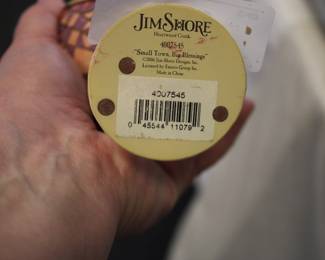 JIM SHORE
Heartwood Creek
4007545
"Small Town, Big Blessings"
©2006 Jim Shore Designs, Inc.
Licensed by Enesco Group Inc.
Made in China
4007545
0 45544 11079 2